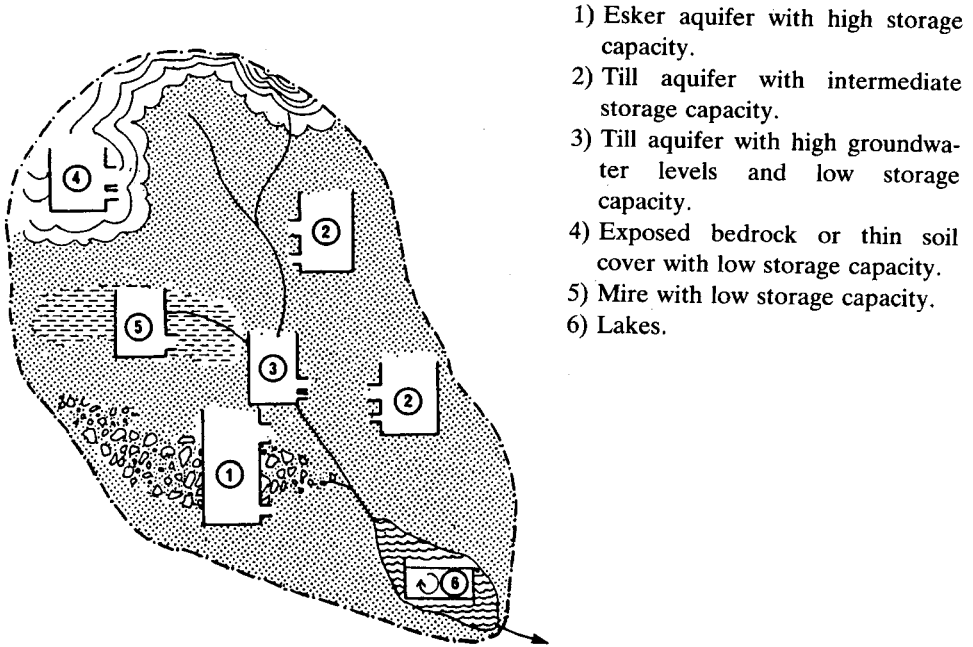 1) Esker aquifer with high storage
capacity.
2) Till aquifer with intermediate
storage capacity.
3) Till aquifer with high groundwa-
ter levels and low storage
capacity.
4) Exposed bedrock or thin soil
cover with low storage capacity.
5) Mire with low storage capacity.
6) Lakes.
4
2
5
3
2
1
6